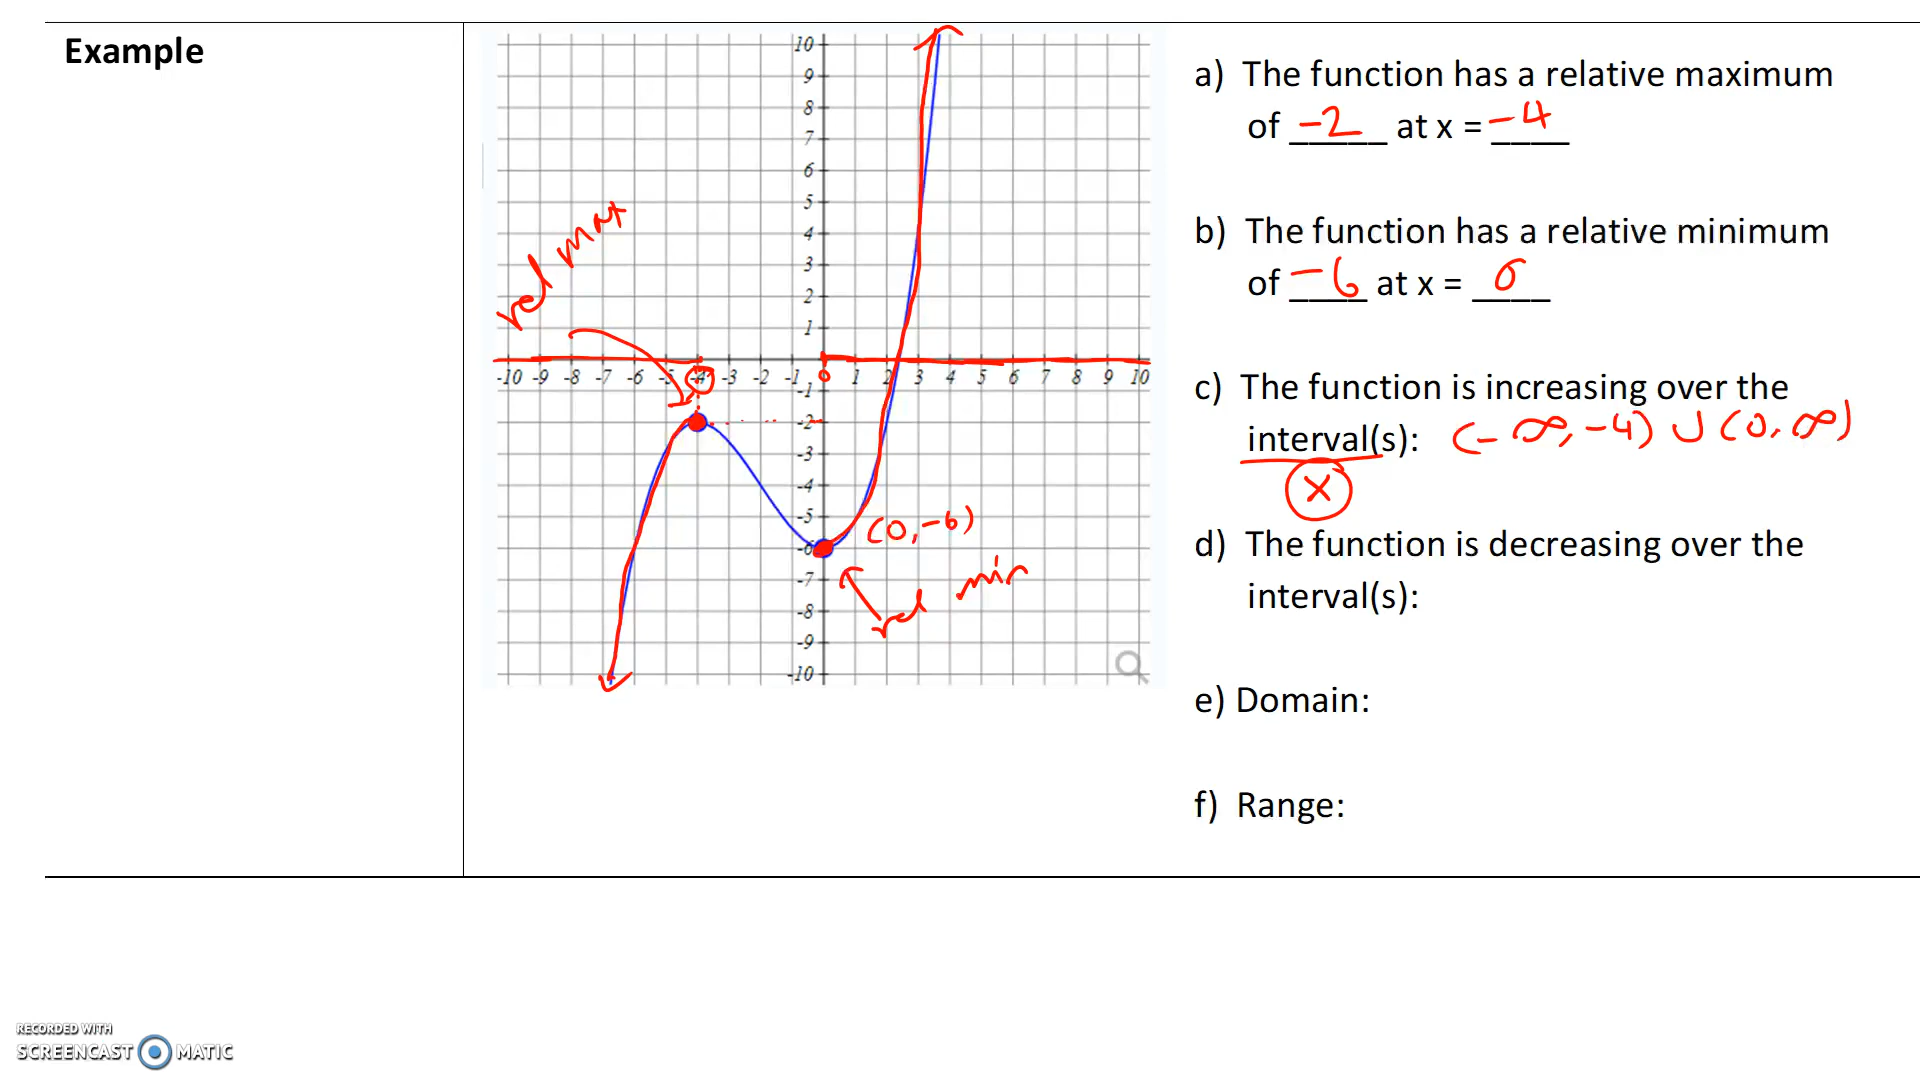 Example
a) The function has a relative maximum
of -2 at x = -4
b) The function has a relative minimum
of -6 at x = 0
c) The function is increasing over the
interval(s): (-∞, -4) ∪ (0, ∞)
X
d) The function is decreasing over the
interval(s):
e) Domain:
f) Range:
rel max
10
9
8
7
6
5
4
3
2
1
-10 -9 -8 -7 -6 -5 -4 -3 -2 -1 0 1 2 3 4 5 6 7 8 9 10
-1
-2
-3
-4
-5
-6
-7
-8
-9
-10
(0, -6)
rel min
RECORDED WITH
SCREENCAST MATIC